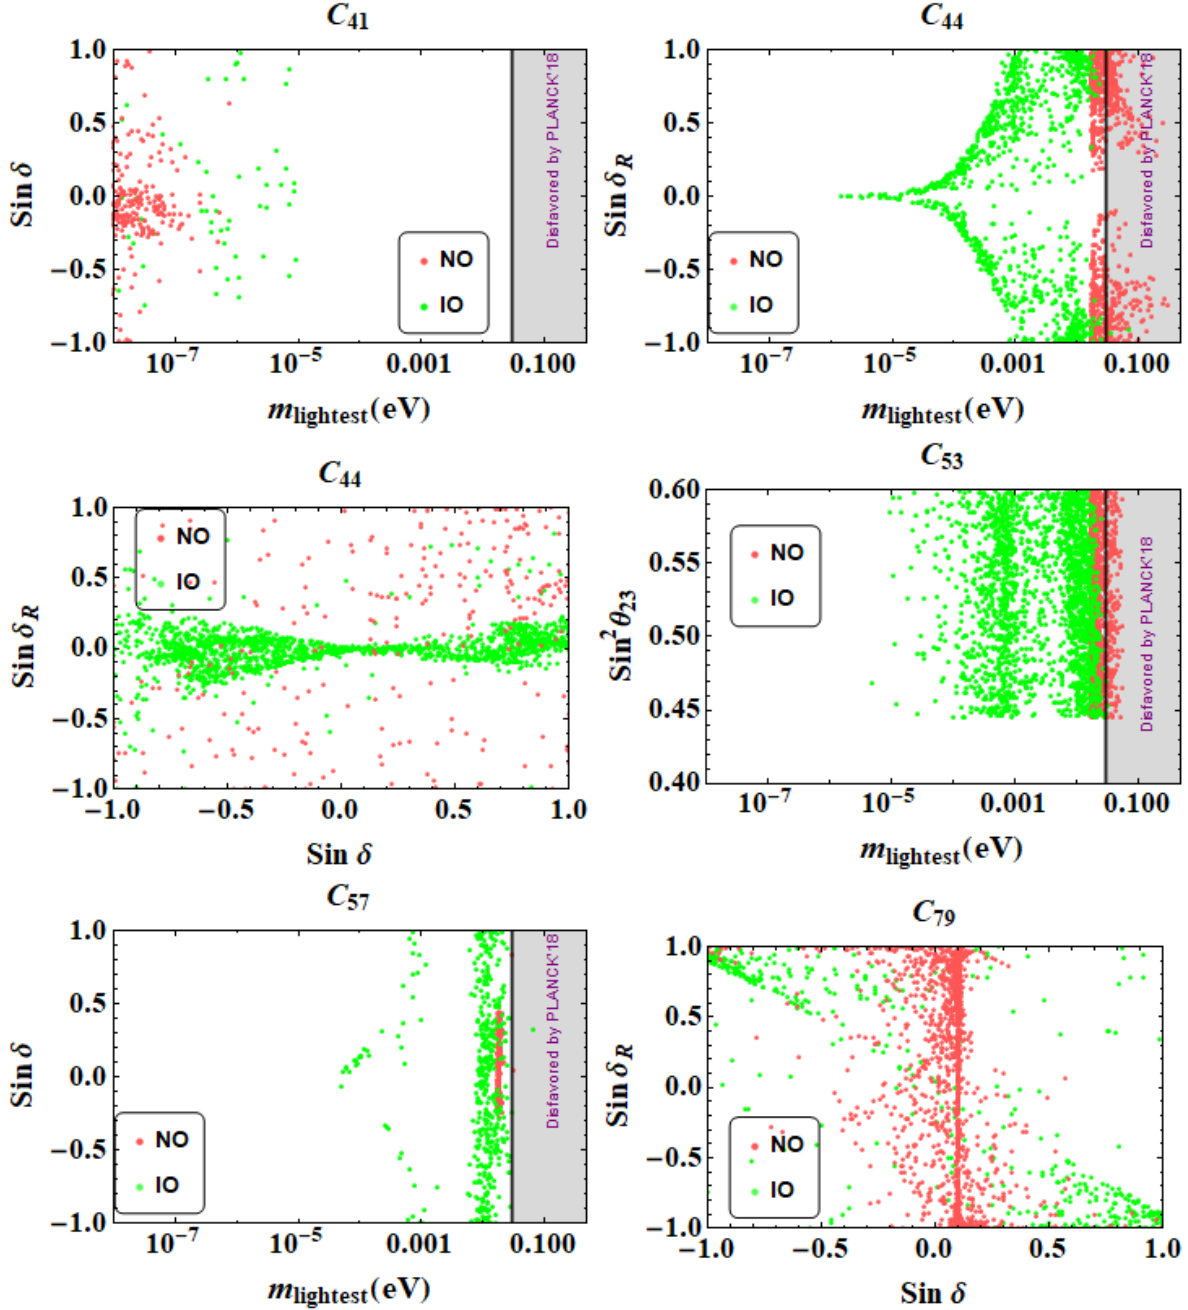 C41
1.0
0.5
0.0
−0.5
−1.0
Sin δ
NO
IO
Disfavored by PLANCK'18
10⁻⁷ 10⁻⁵ 0.001 0.100
mlightest(eV)
C44
1.0
0.5
0.0
−0.5
−1.0
Sin δR
NO
IO
Disfavored by PLANCK'18
10⁻⁷ 10⁻⁵ 0.001 0.100
mlightest(eV)
C44
1.0
0.5
0.0
−0.5
−1.0
Sin δR
NO
IO
−1.0 −0.5 0.0 0.5 1.0
Sin δ
C53
0.60
0.55
0.50
0.45
0.40
Sin² θ23
NO
IO
Disfavored by PLANCK'18
10⁻⁷ 10⁻⁵ 0.001 0.100
mlightest(eV)
C57
1.0
0.5
0.0
−0.5
−1.0
Sin δ
NO
IO
Disfavored by PLANCK'18
10⁻⁷ 10⁻⁵ 0.001 0.100
mlightest(eV)
C79
1.0
0.5
0.0
−0.5
−1.0
Sin δR
NO
IO
−1.0 −0.5 0.0 0.5 1.0
Sin δ